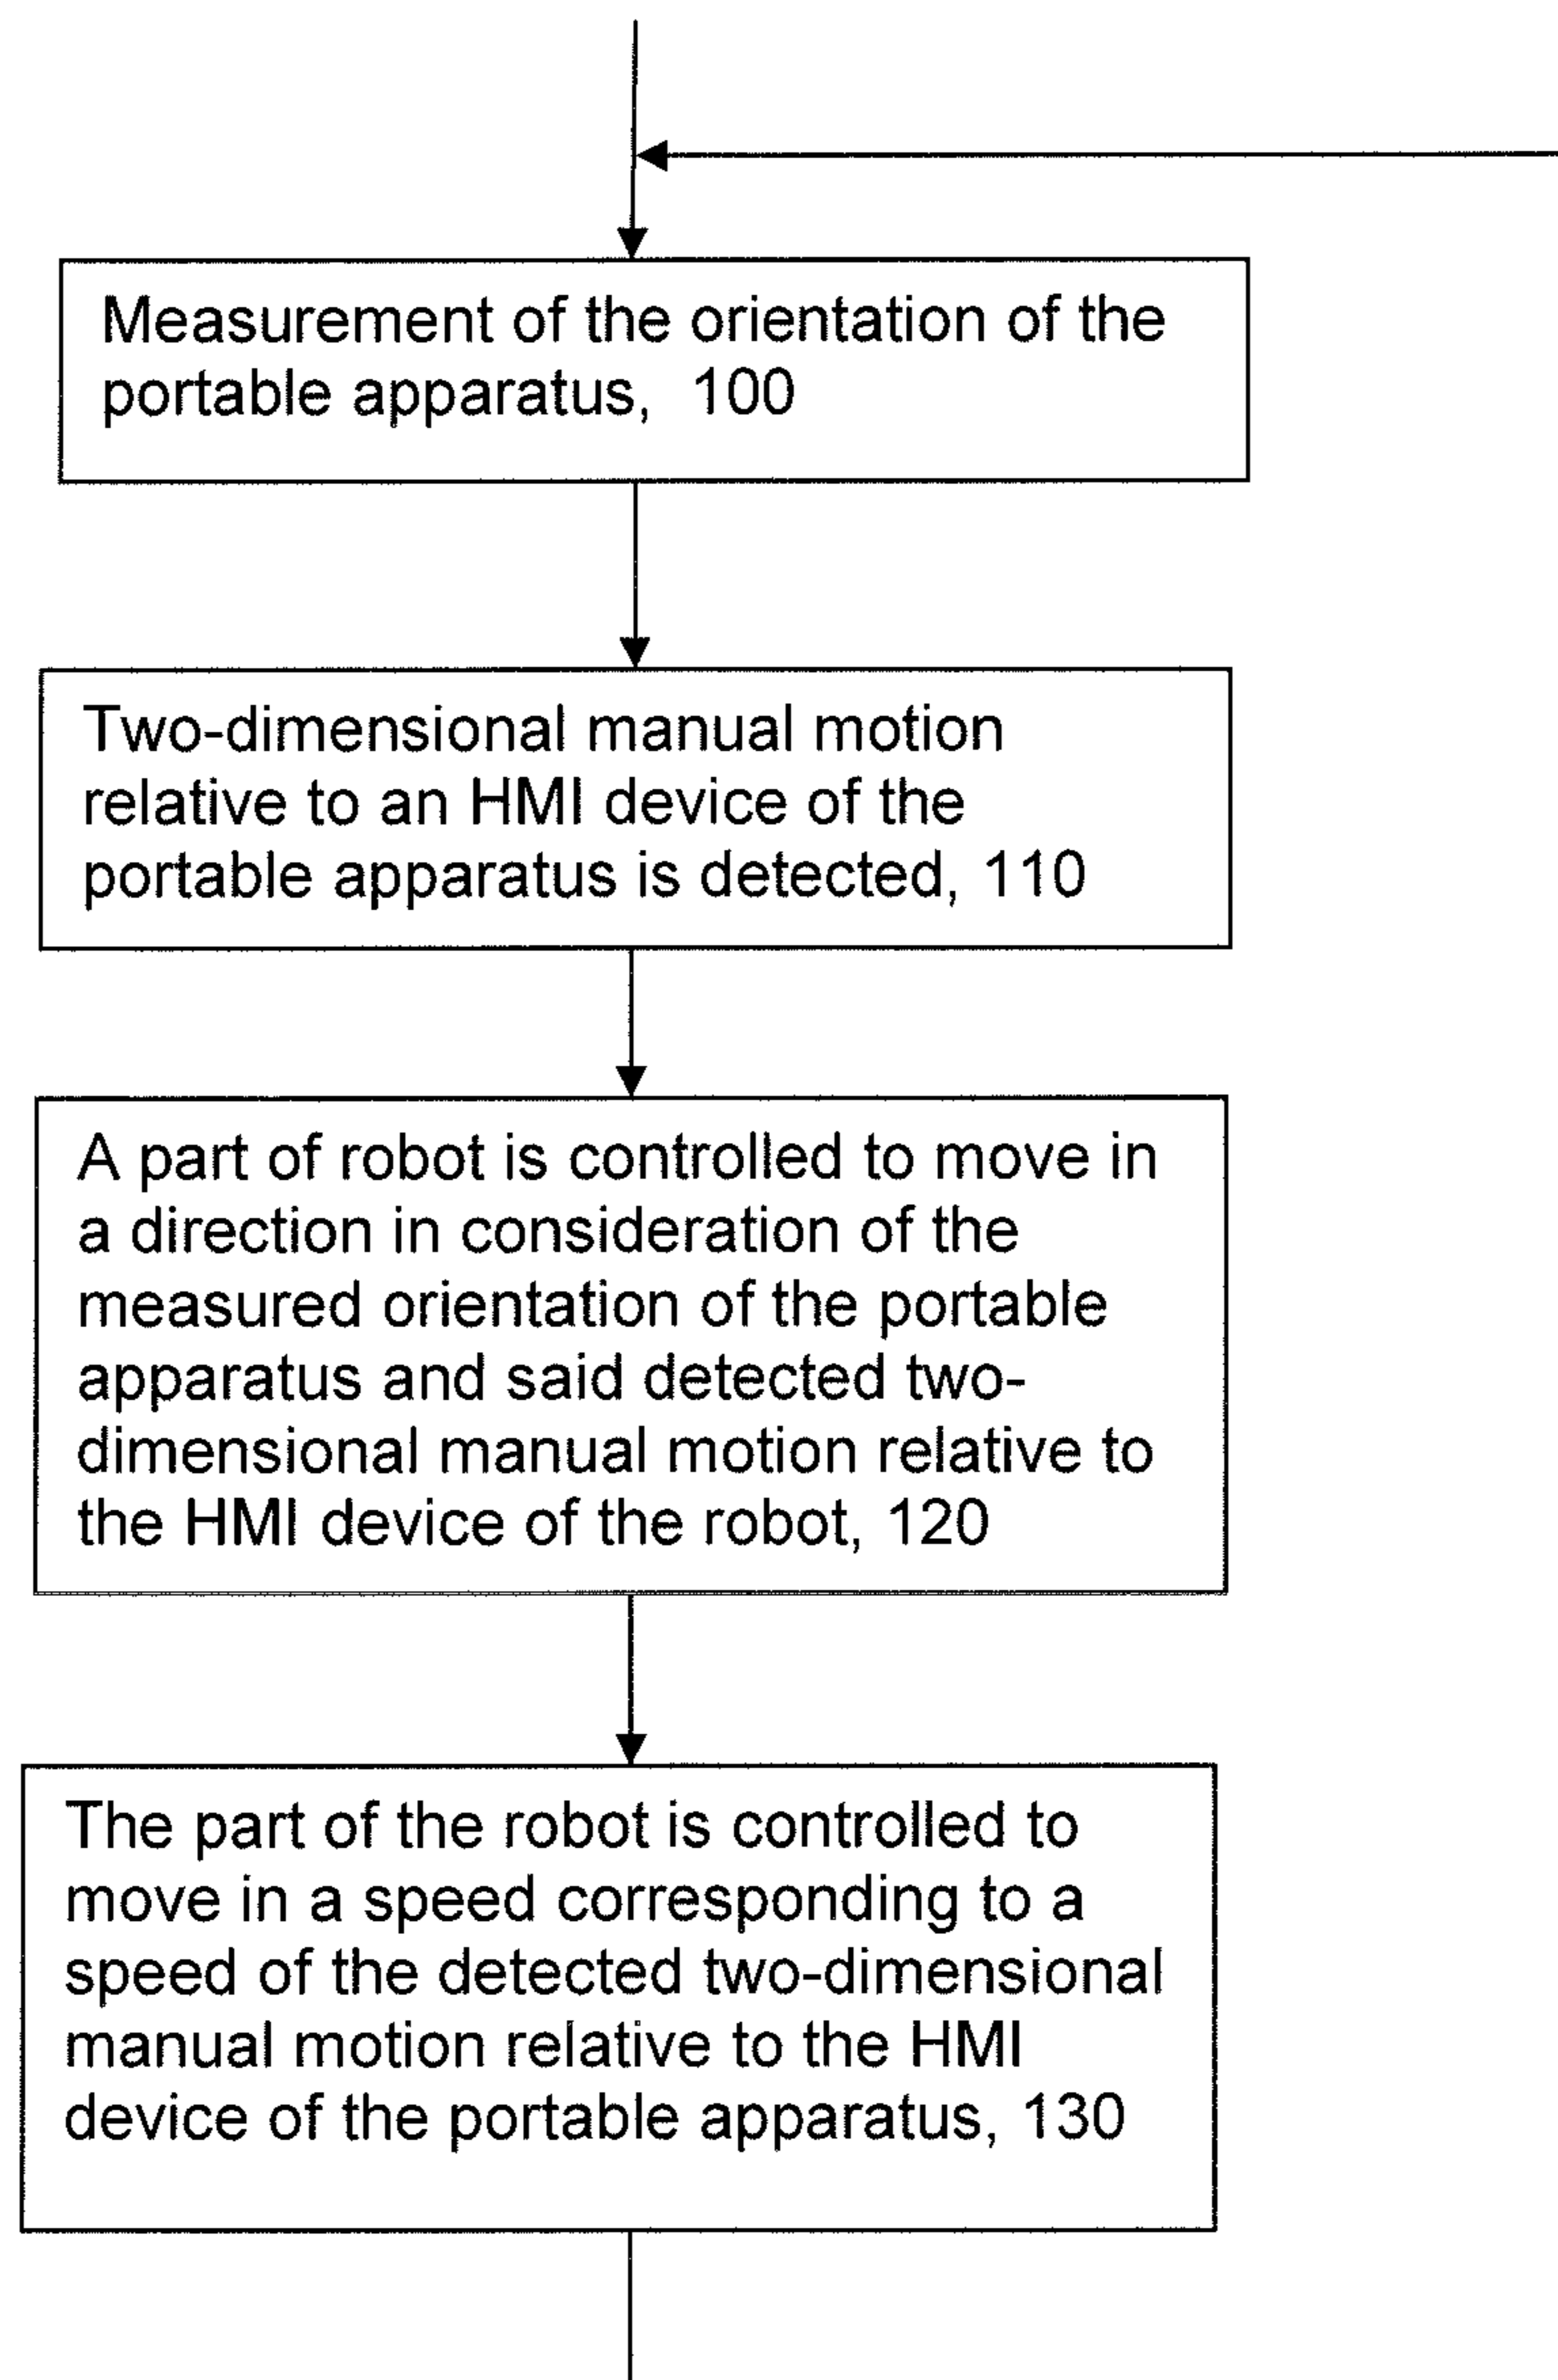 Measurement of the orientation of the
portable apparatus, 100
Two-dimensional manual motion
relative to an HMI device of the
portable apparatus is detected, 110
A part of robot is controlled to move in
a direction in consideration of the
measured orientation of the portable
apparatus and said detected two-
dimensional manual motion relative to
the HMI device of the robot, 120
The part of the robot is controlled to
move in a speed corresponding to a
speed of the detected two-dimensional
manual motion relative to the HMI
device of the portable apparatus, 130